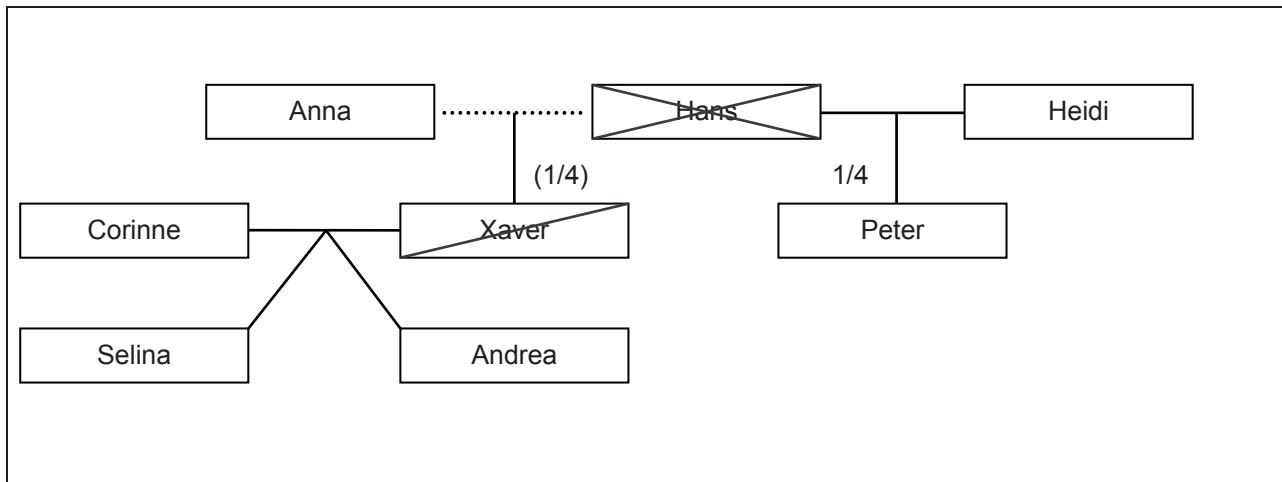 Anna
Hans
Heidi
(1/4)
1/4
Corinne
Xaver
Peter
Selina
Andrea